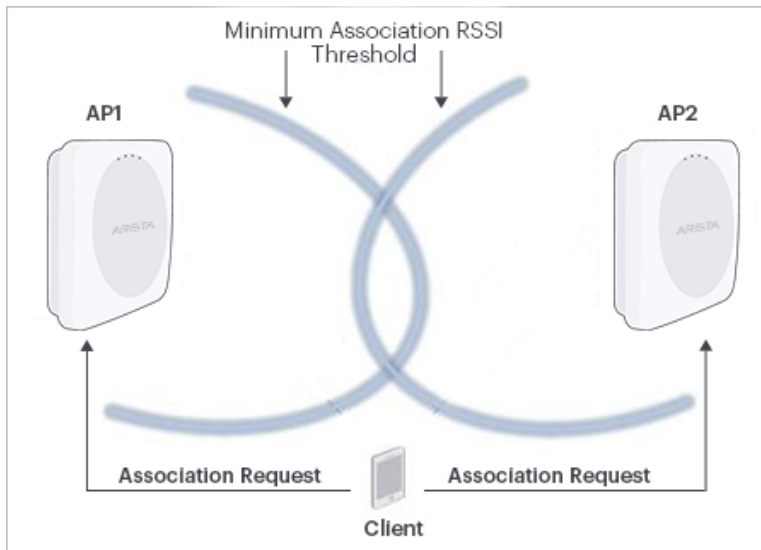 Minimum Association RSSI
Threshold
AP1
AP2
ARISTA
ARISTA
Association Request
Association Request
Client